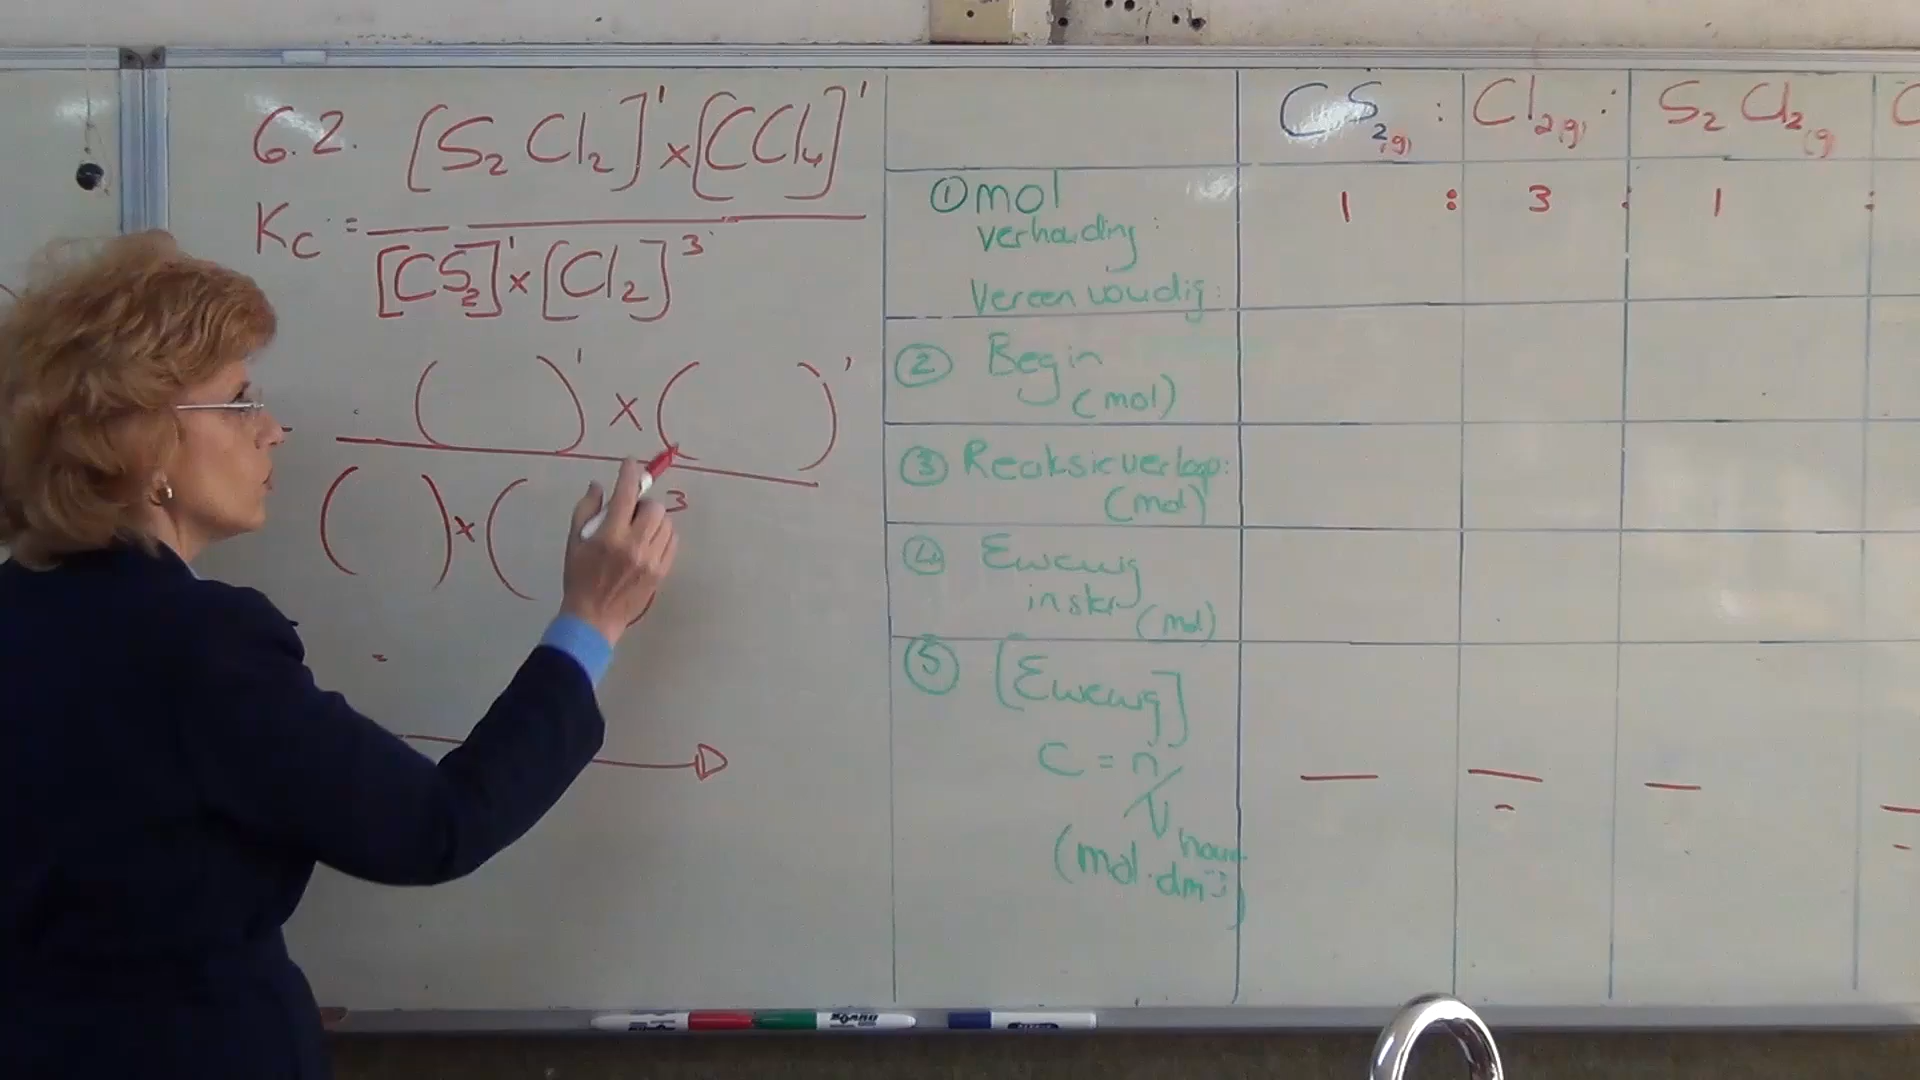 6.2. [S₂Cl₂]¹ x [CCl₄]¹
Kc = 
[CS₂]¹ x [Cl₂]³
( )¹ x ( )¹
( ) x ( )³
=
CS₂(g) : Cl₂(g) : S₂Cl₂(g) C
① mol
verhouding :
1 : 3 : 1 :
Vereenvoudig :
② Begin
(mol)
③ Reaksieverloop:
(mol)
④ Ewewig
(mol)
⑤ [Ewewig]
C = n/V
(mol.dm⁻³)